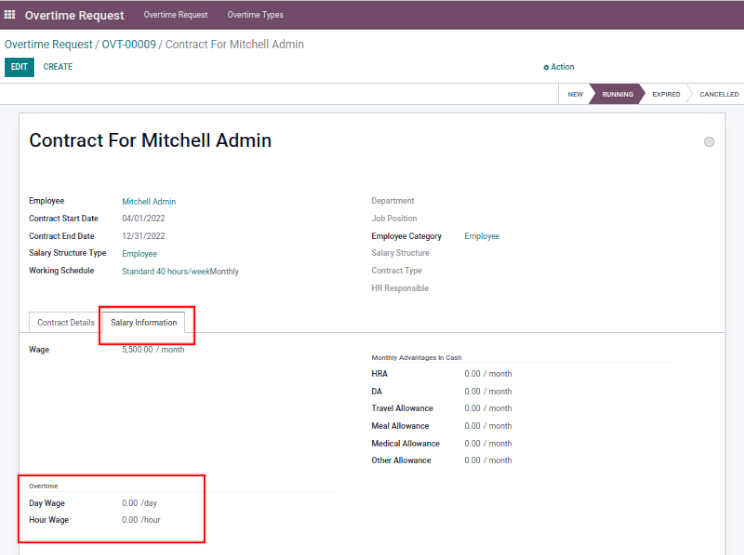 Overtime Request Overtime Request Overtime Types
Overtime Request / OVT-00009 / Contract For Mitchell Admin
EDIT CREATE Action
NEW RUNNING EXPIRED CANCELLED
Contract For Mitchell Admin
Employee Mitchell Admin Department
Contract Start Date 04/01/2022 Job Position
Contract End Date 12/31/2022 Employee Category Employee
Salary Structure Type Employee Salary Structure
Working Schedule Standard 40 hours/weekMonthly Contract Type
HR Responsible
Contract Details Salary Information
Wage 5,500.00 / month
Monthly Advantages in Cash
HRA 0.00 / month
DA 0.00 / month
Travel Allowance 0.00 / month
Meal Allowance 0.00 / month
Medical Allowance 0.00 / month
Other Allowance 0.00 / month
Overtime
Day Wage 0.00 /day
Hour Wage 0.00 /hour